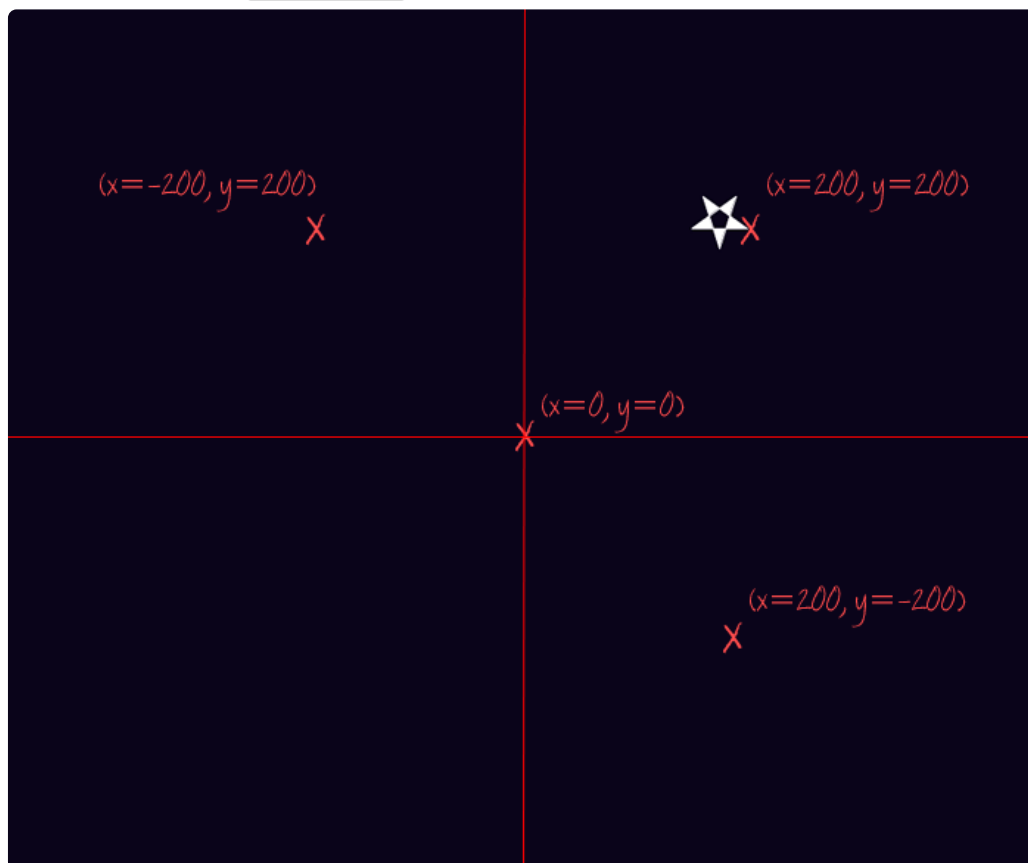 (x=-200, y=200)
(x=200, y=200)
(x=0, y=0)
(x=200, y=-200)